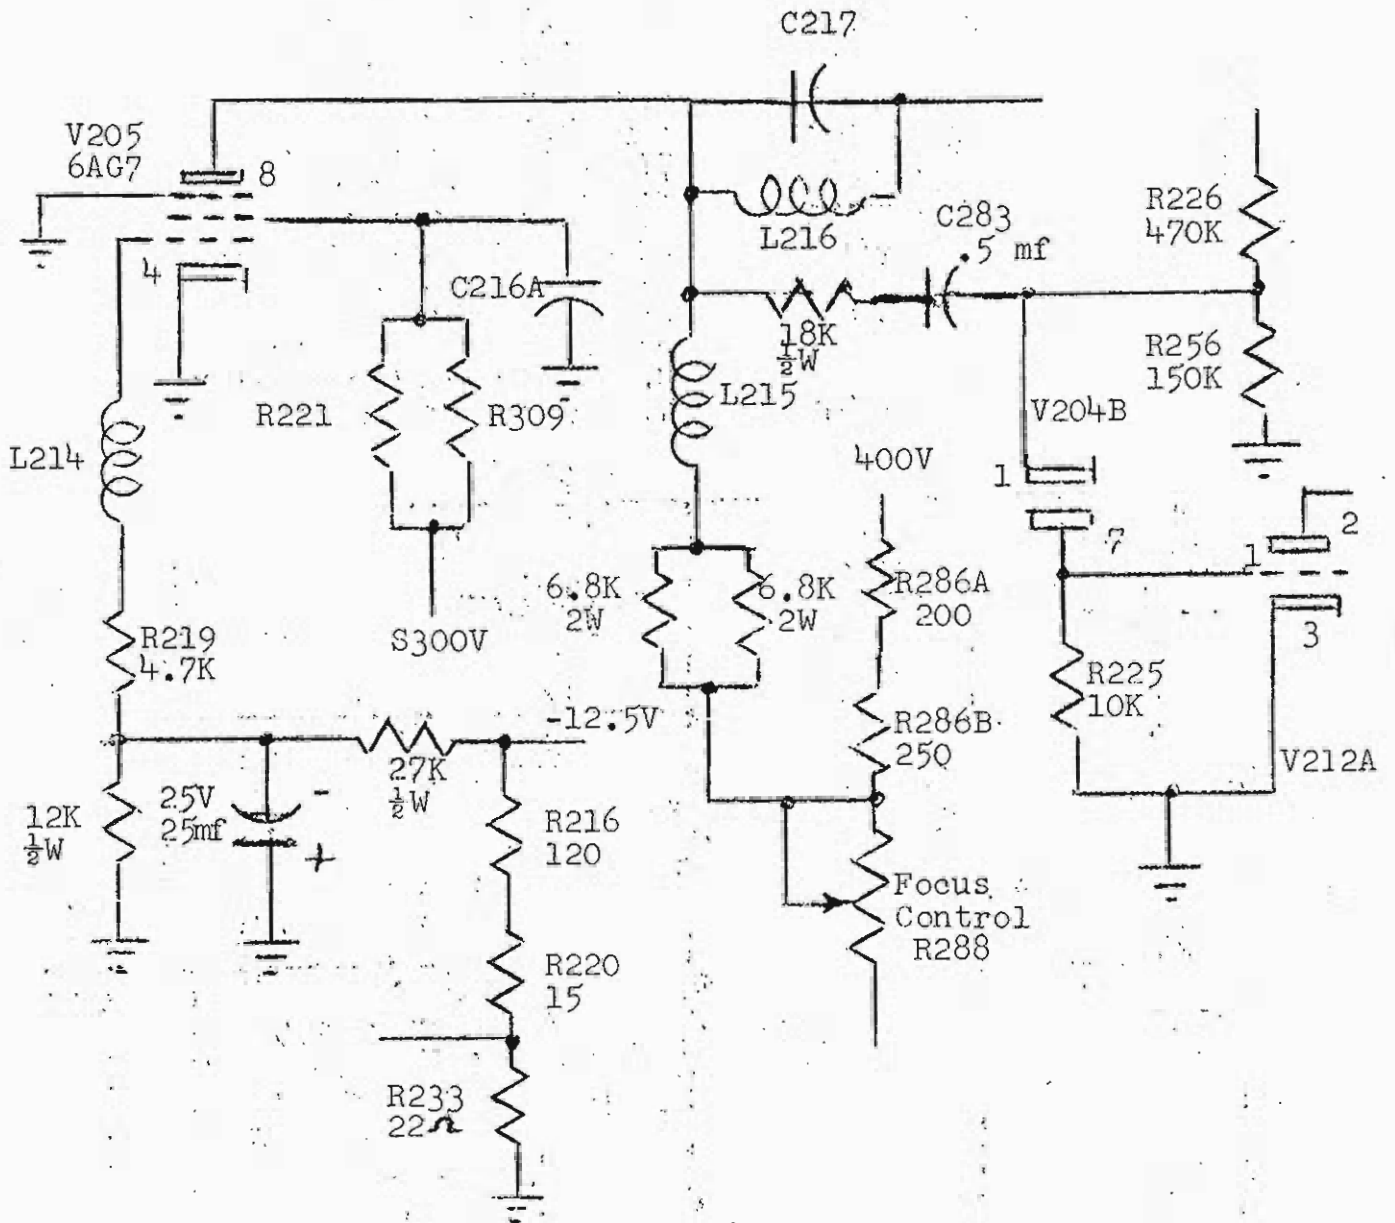 C217
V205
6AG7
8
4
L216
C283
.5 mf
R226
470K
C216A
18K
½W
R256
150K
R221
R309
L215
V204B
L214
400V
1
7
2
1
3
6.8K
2W
6.8K
2W
R286A
200
S300V
R219
4.7K
R225
10K
-12.5V
R286B
250
27K
½W
V212A
12K
½W
25V
25mf
-
+
R216
120
Focus
Control
R288
R220
15
R233
22Ω